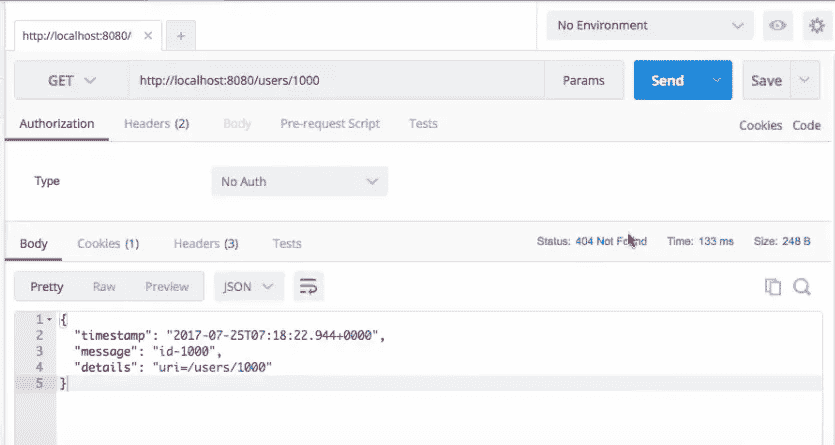 http://localhost:8080/ × +
No Environment
GET http://localhost:8080/users/1000 Params Send Save
Authorization Headers (2) Body Pre-request Script Tests Cookies Code
Type No Auth
Body Cookies (1) Headers (3) Tests Status: 404 Not Found Time: 133 ms Size: 248 B
Pretty Raw Preview JSON
1 {
2 "timestamp": "2017-07-25T07:18:22.944+0000",
3 "message": "id-1000",
4 "details": "uri=/users/1000"
5 }